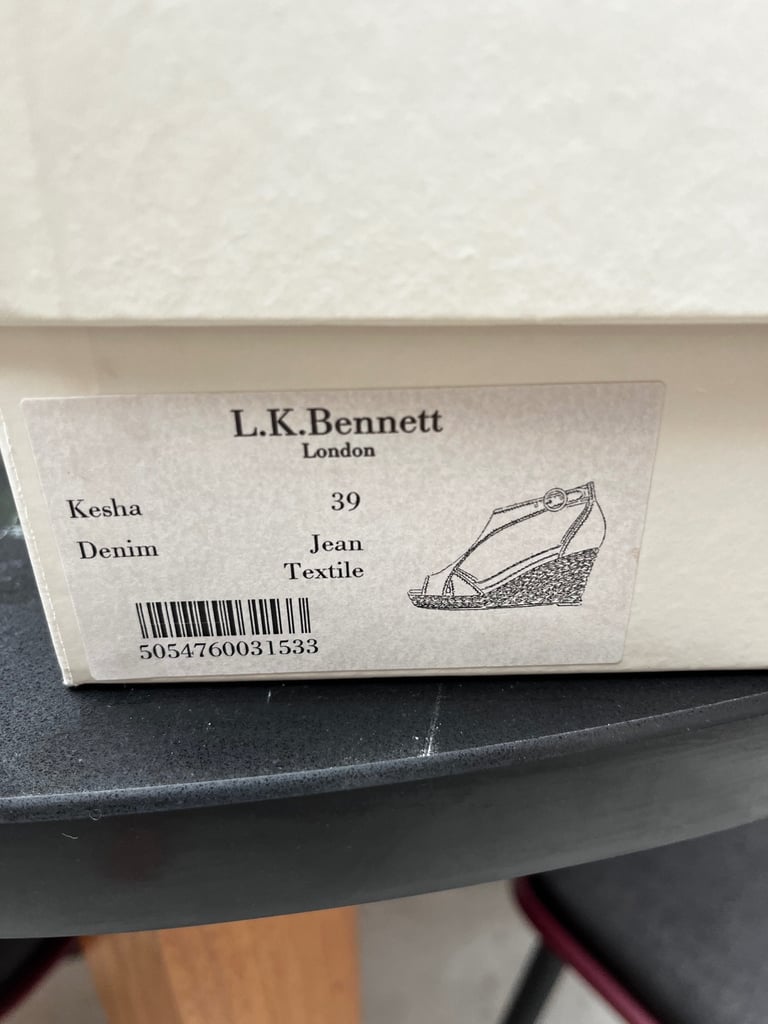 L.K.Bennett
London
Kesha 39
Denim Jean
Textile
5054760031533